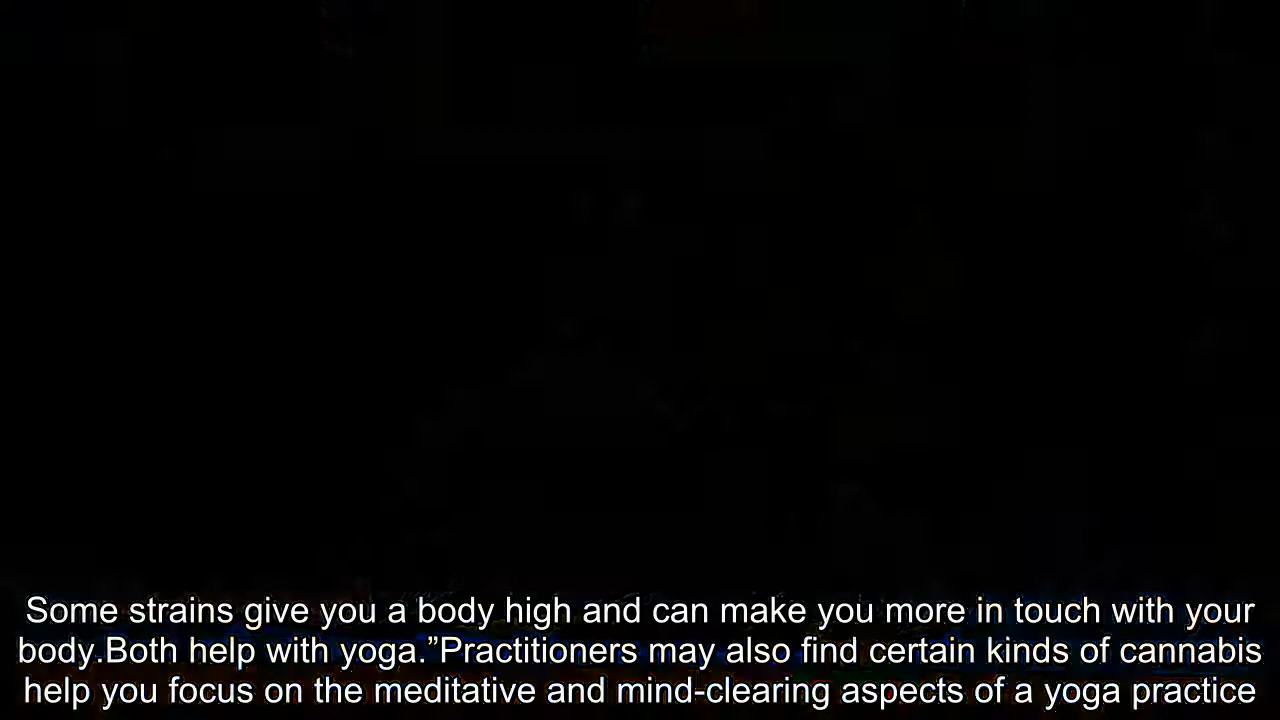 Some strains give you a body high and can make you more in touch with your
body.Both help with yoga.”Practitioners may also find certain kinds of cannabis
help you focus on the meditative and mind-clearing aspects of a yoga practice